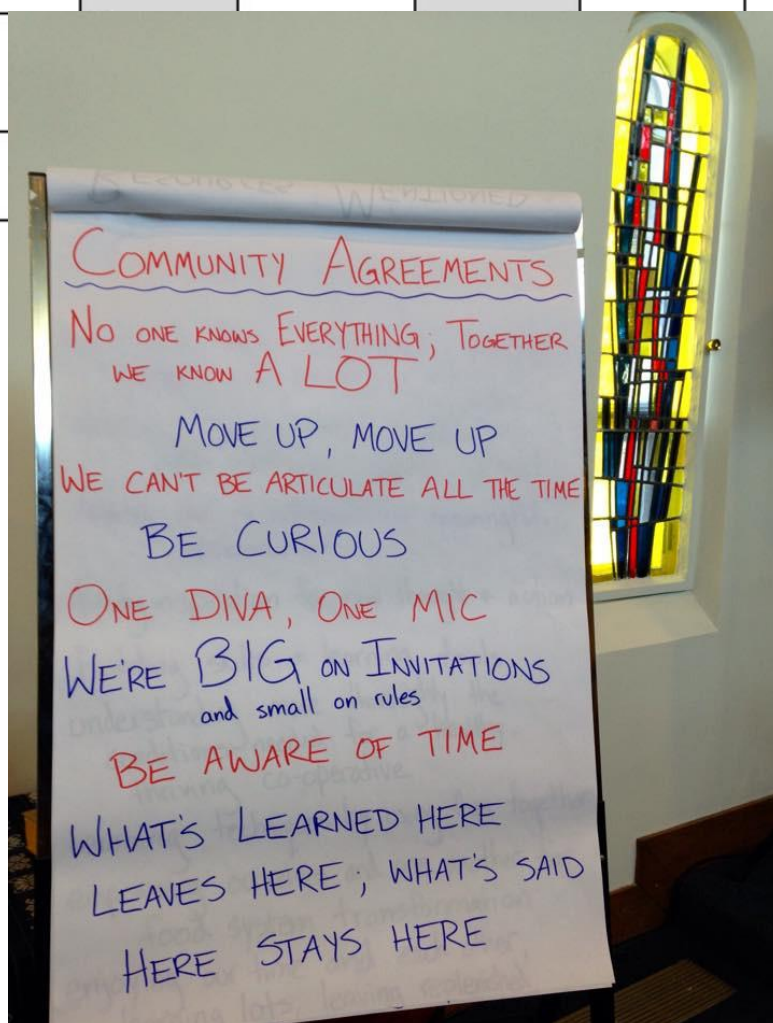 RESOURCES MENTIONED
COMMUNITY AGREEMENTS
NO ONE KNOWS EVERYTHING; TOGETHER
WE KNOW A LOT
MOVE UP, MOVE UP
WE CAN'T BE ARTICULATE ALL THE TIME
BE CURIOUS
ONE DIVA, ONE MIC
WE'RE BIG ON INVITATIONS
and small on rules
BE AWARE OF TIME
WHAT'S LEARNED HERE
LEAVES HERE; WHAT'S SAID
HERE STAYS HERE